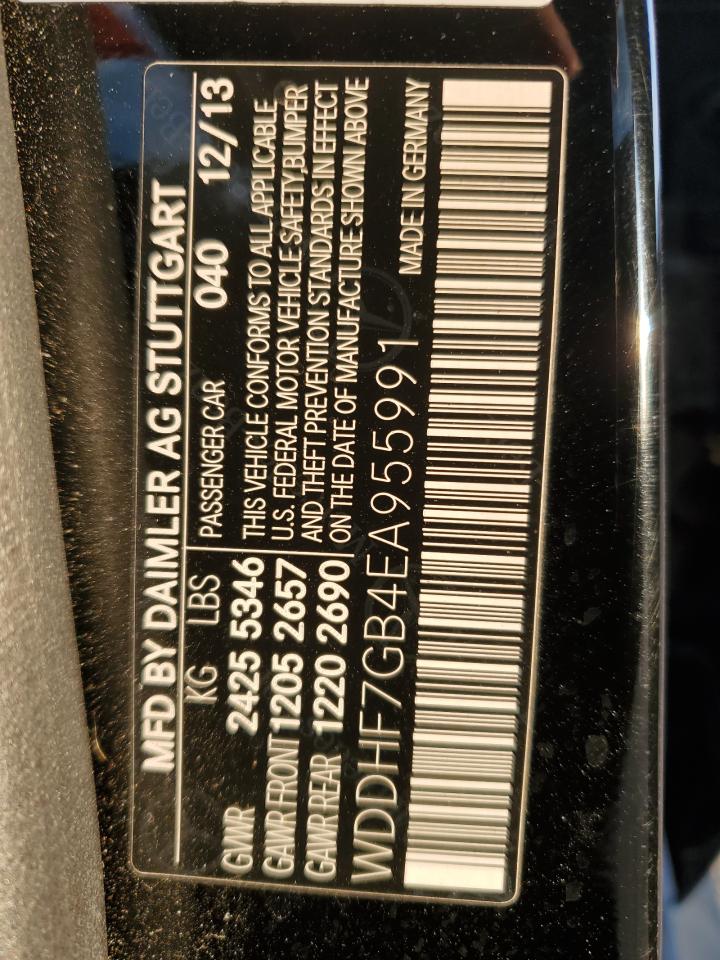 MFD BY DAIMLER AG STUTTGART
KG LBS PASSENGER CAR 040 12/13
GWR 2425 5346
GAWR FRONT 1205 2657
GAWR REAR 1220 2690
THIS VEHICLE CONFORMS TO ALL APPLICABLE
U.S. FEDERAL MOTOR VEHICLE SAFETY,BUMPER
AND THEFT PREVENTION STANDARDS IN EFFECT
ON THE DATE OF MANUFACTURE SHOWN ABOVE
WDDHF7GB4EA955991 MADE IN GERMANY